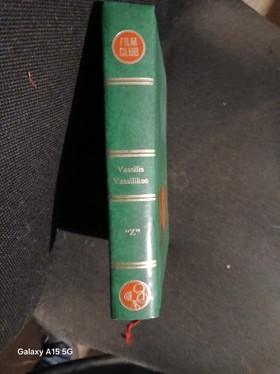 FILM
CLUB
Vassilis
Vassilikos
"Z"
Galaxy A15 5G